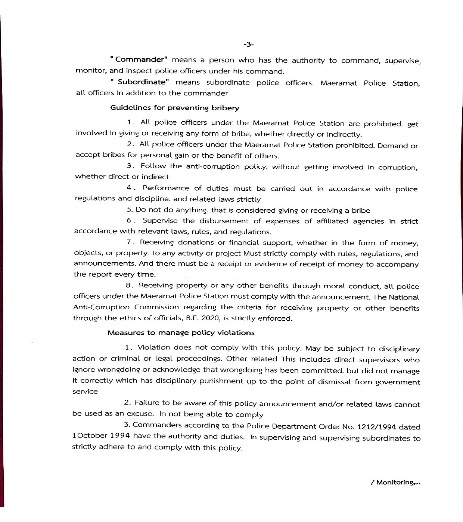 -3-
" Commander" means a person who has the authority to command, supervise,
monitor, and inspect police officers under his command.
" Subordinate" means subordinate police officers. Maeramat Police Station,
all officers in addition to the commander
Guidelines for preventing bribery
1. All police officers under the Maeramat Police Station are prohibited. get
involved In giving or receiving any form of bribe, whether directly or indirectly.
2. All police officers under the Maeramat Police Station prohibited. Demand or
accept bribes for personal gain or the benefit of others.
3. Follow the anti-corruption policy. without getting involved in corruption,
whether direct or indirect
4. Performance of duties must be carried out in accordance with police
regulations and discipline. and related laws strictly
5. Do not do anything. that is considered giving or receiving a bribe
6. Supervise the disbursement of expenses of affiliated agencies in strict
accordance with relevant laws, rules, and regulations.
7. Receiving donations or financial support, whether in the form of money,
objects, or property. To any activity or project Must strictly comply with rules, regulations, and
announcements. And there must be a receipt or evidence of receipt of money to accompany
the report every time.
8. Receiving property or any other benefits through moral conduct, all police
officers under the Maeramat Police Station must comply with the announcement. The National
Anti-Corruption Commission regarding the criteria for receiving property or other benefits
through the ethics of officials, B.E. 2020, is strictly enforced.
Measures to manage policy violations
1. Violation does not comply with this policy. May be subject to disciplinary
action or criminal or legal proceedings. Other related This includes direct supervisors who
ignore wrongdoing or acknowledge that wrongdoing has been committed. but did not manage
it correctly which has disciplinary punishment up to the point of dismissal from government
service
2. Failure to be aware of this policy announcement and/or related laws cannot
be used as an excuse. In not being able to comply
3. Commanders according to the Police Department Order No. 1212/1994 dated
1October 1994 have the authority and duties. In supervising and supervising subordinates to
strictly adhere to and comply with this policy.
/ Monitoring,...